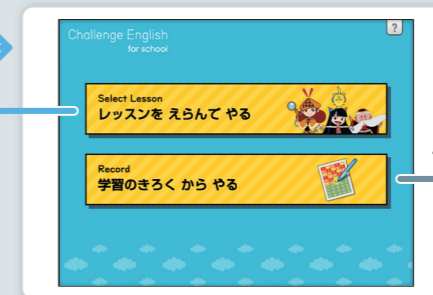 Challenge English
for school
?
Select Lesson
レッスンを えらんで やる
Record
学習のきろく から やる